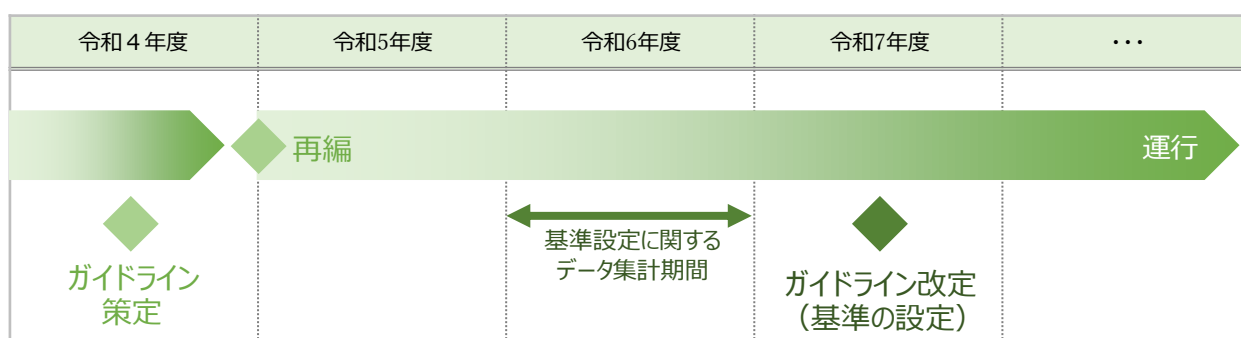 令和４年度
令和5年度
令和6年度
令和7年度
・・・
再編
運行
ガイドライン
策定
基準設定に関する
データ集計期間
ガイドライン改定
（基準の設定）